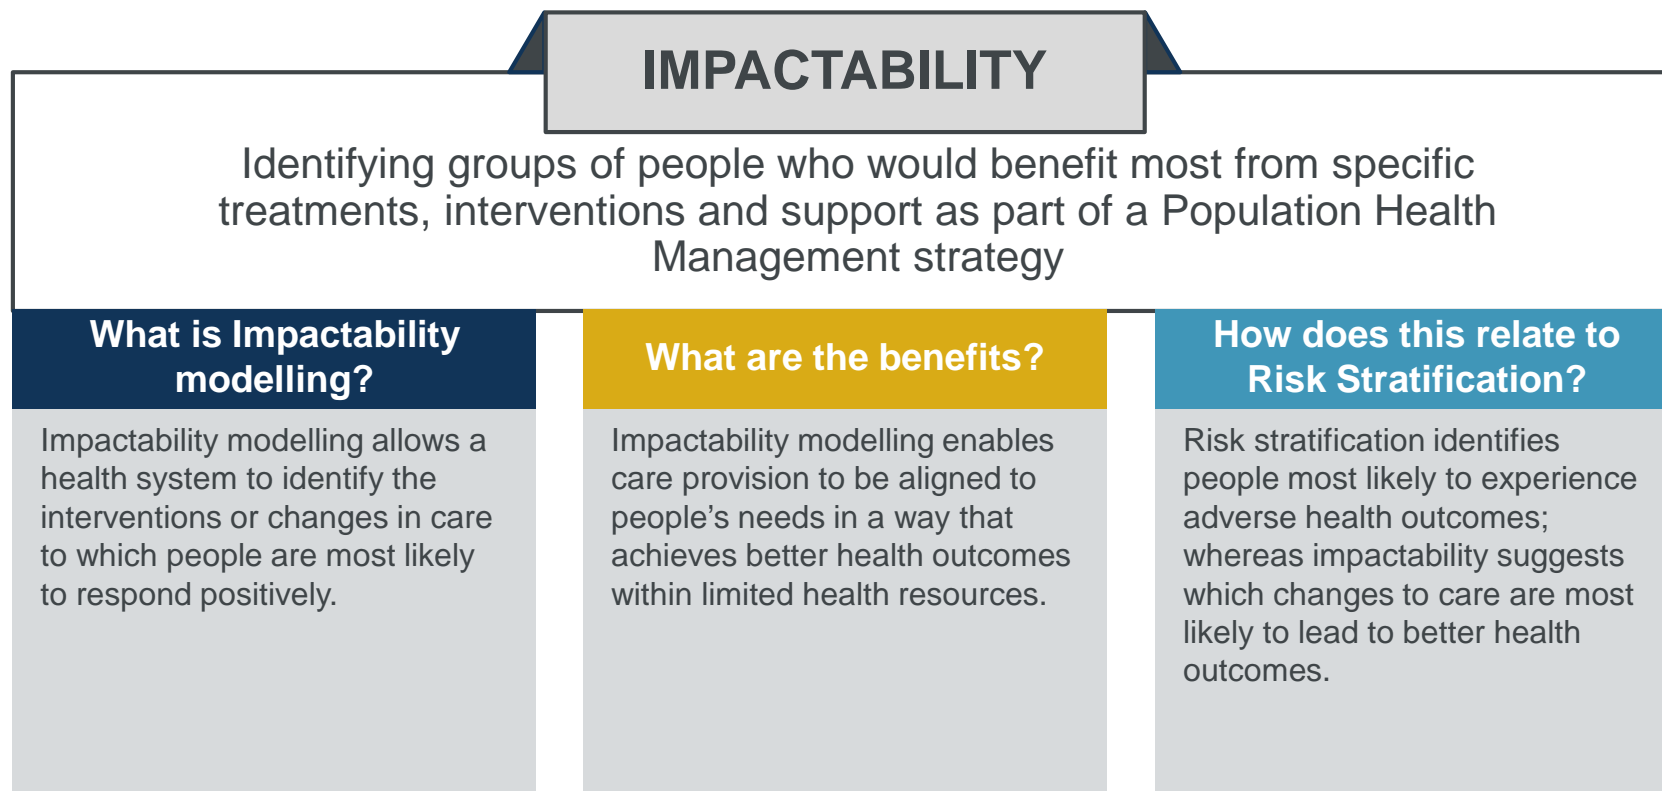 IMPACTABILITY
Identifying groups of people who would benefit most from specific
treatments, interventions and support as part of a Population Health
Management strategy
What is Impactability
modelling?
Impactability modelling allows a
health system to identify the
interventions or changes in care
to which people are most likely
to respond positively.
What are the benefits?
Impactability modelling enables
care provision to be aligned to
people’s needs in a way that
achieves better health outcomes
within limited health resources.
How does this relate to
Risk Stratification?
Risk stratification identifies
people most likely to experience
adverse health outcomes;
whereas impactability suggests
which changes to care are most
likely to lead to better health
outcomes.